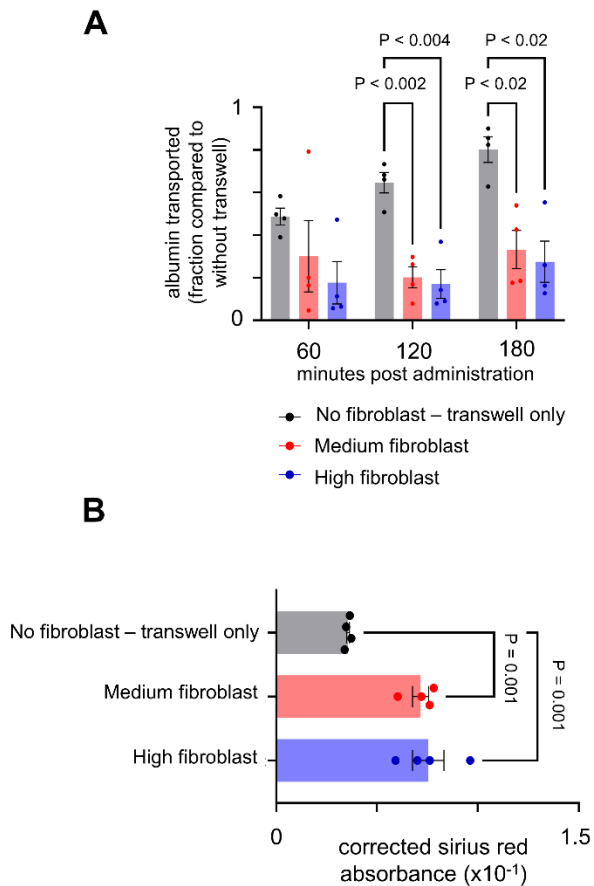 A
P < 0.004
P < 0.02
P < 0.002
P < 0.02
albumin transported
(fraction compared to
without transwell)
1
0
60
120
180
minutes post administration
No fibroblast – transwell only
Medium fibroblast
High fibroblast
B
No fibroblast – transwell only
Medium fibroblast
High fibroblast
P = 0.001
P = 0.001
0
1.5
corrected sirius red
absorbance (x10⁻¹)